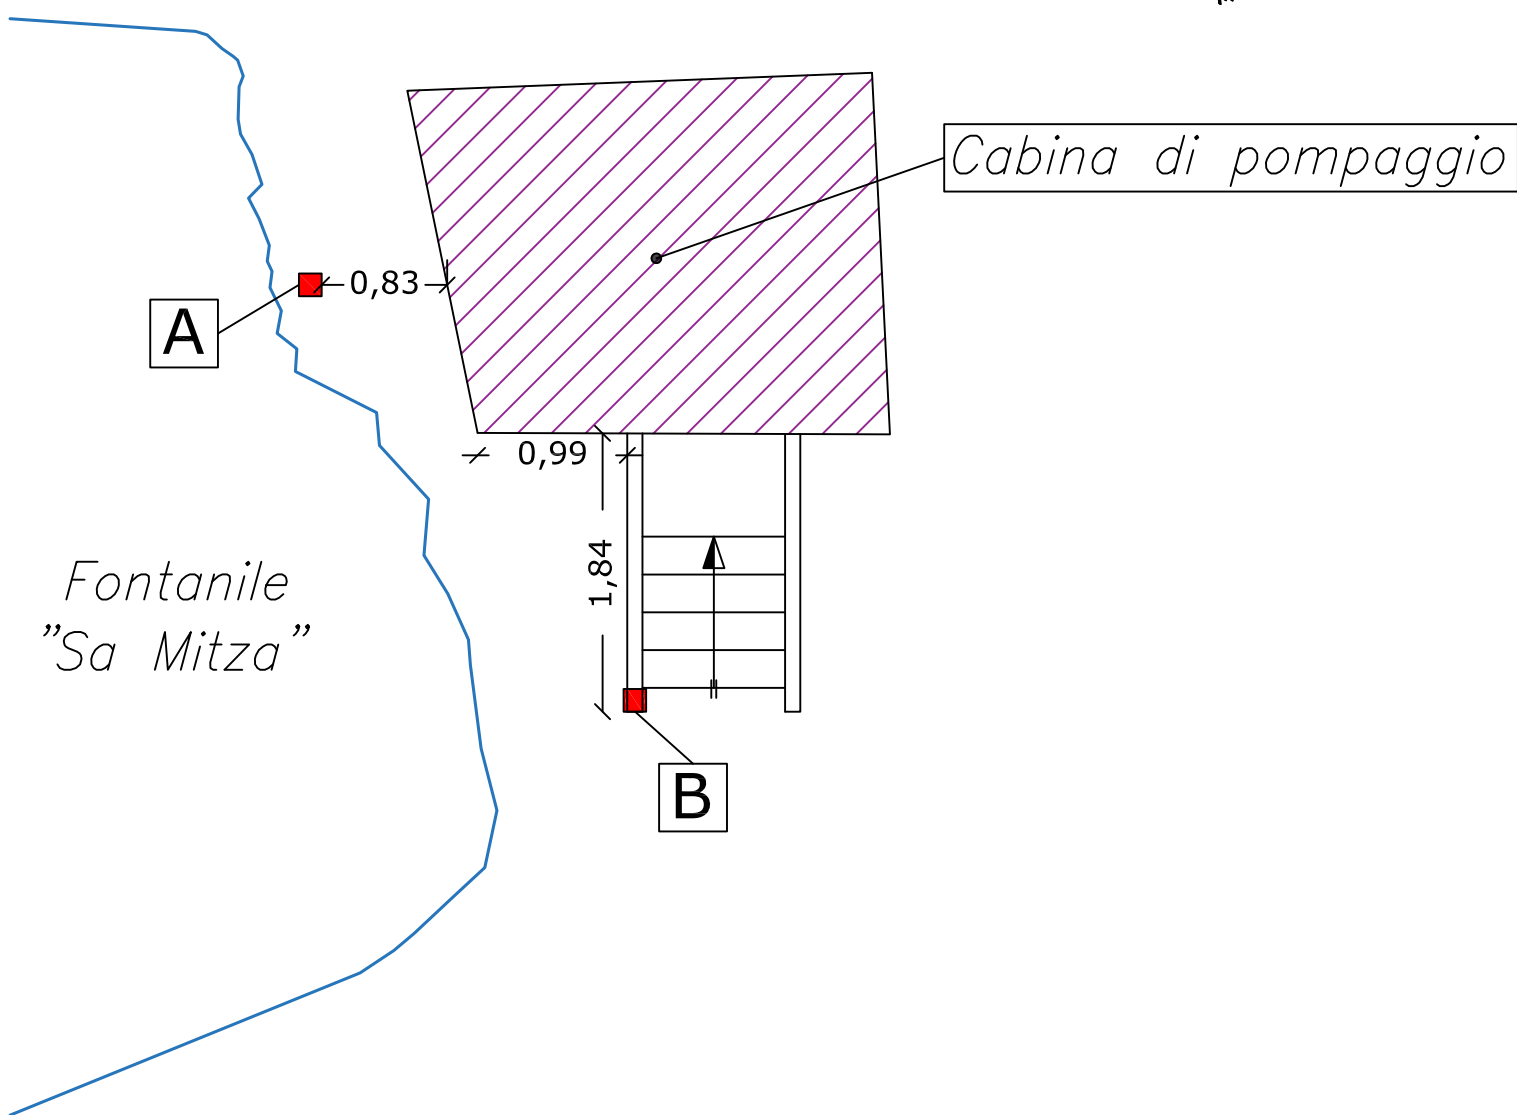 Cabina di pompaggio
0,83
A
0,99
1,84
Fontanile
"Sa Mitza"
B